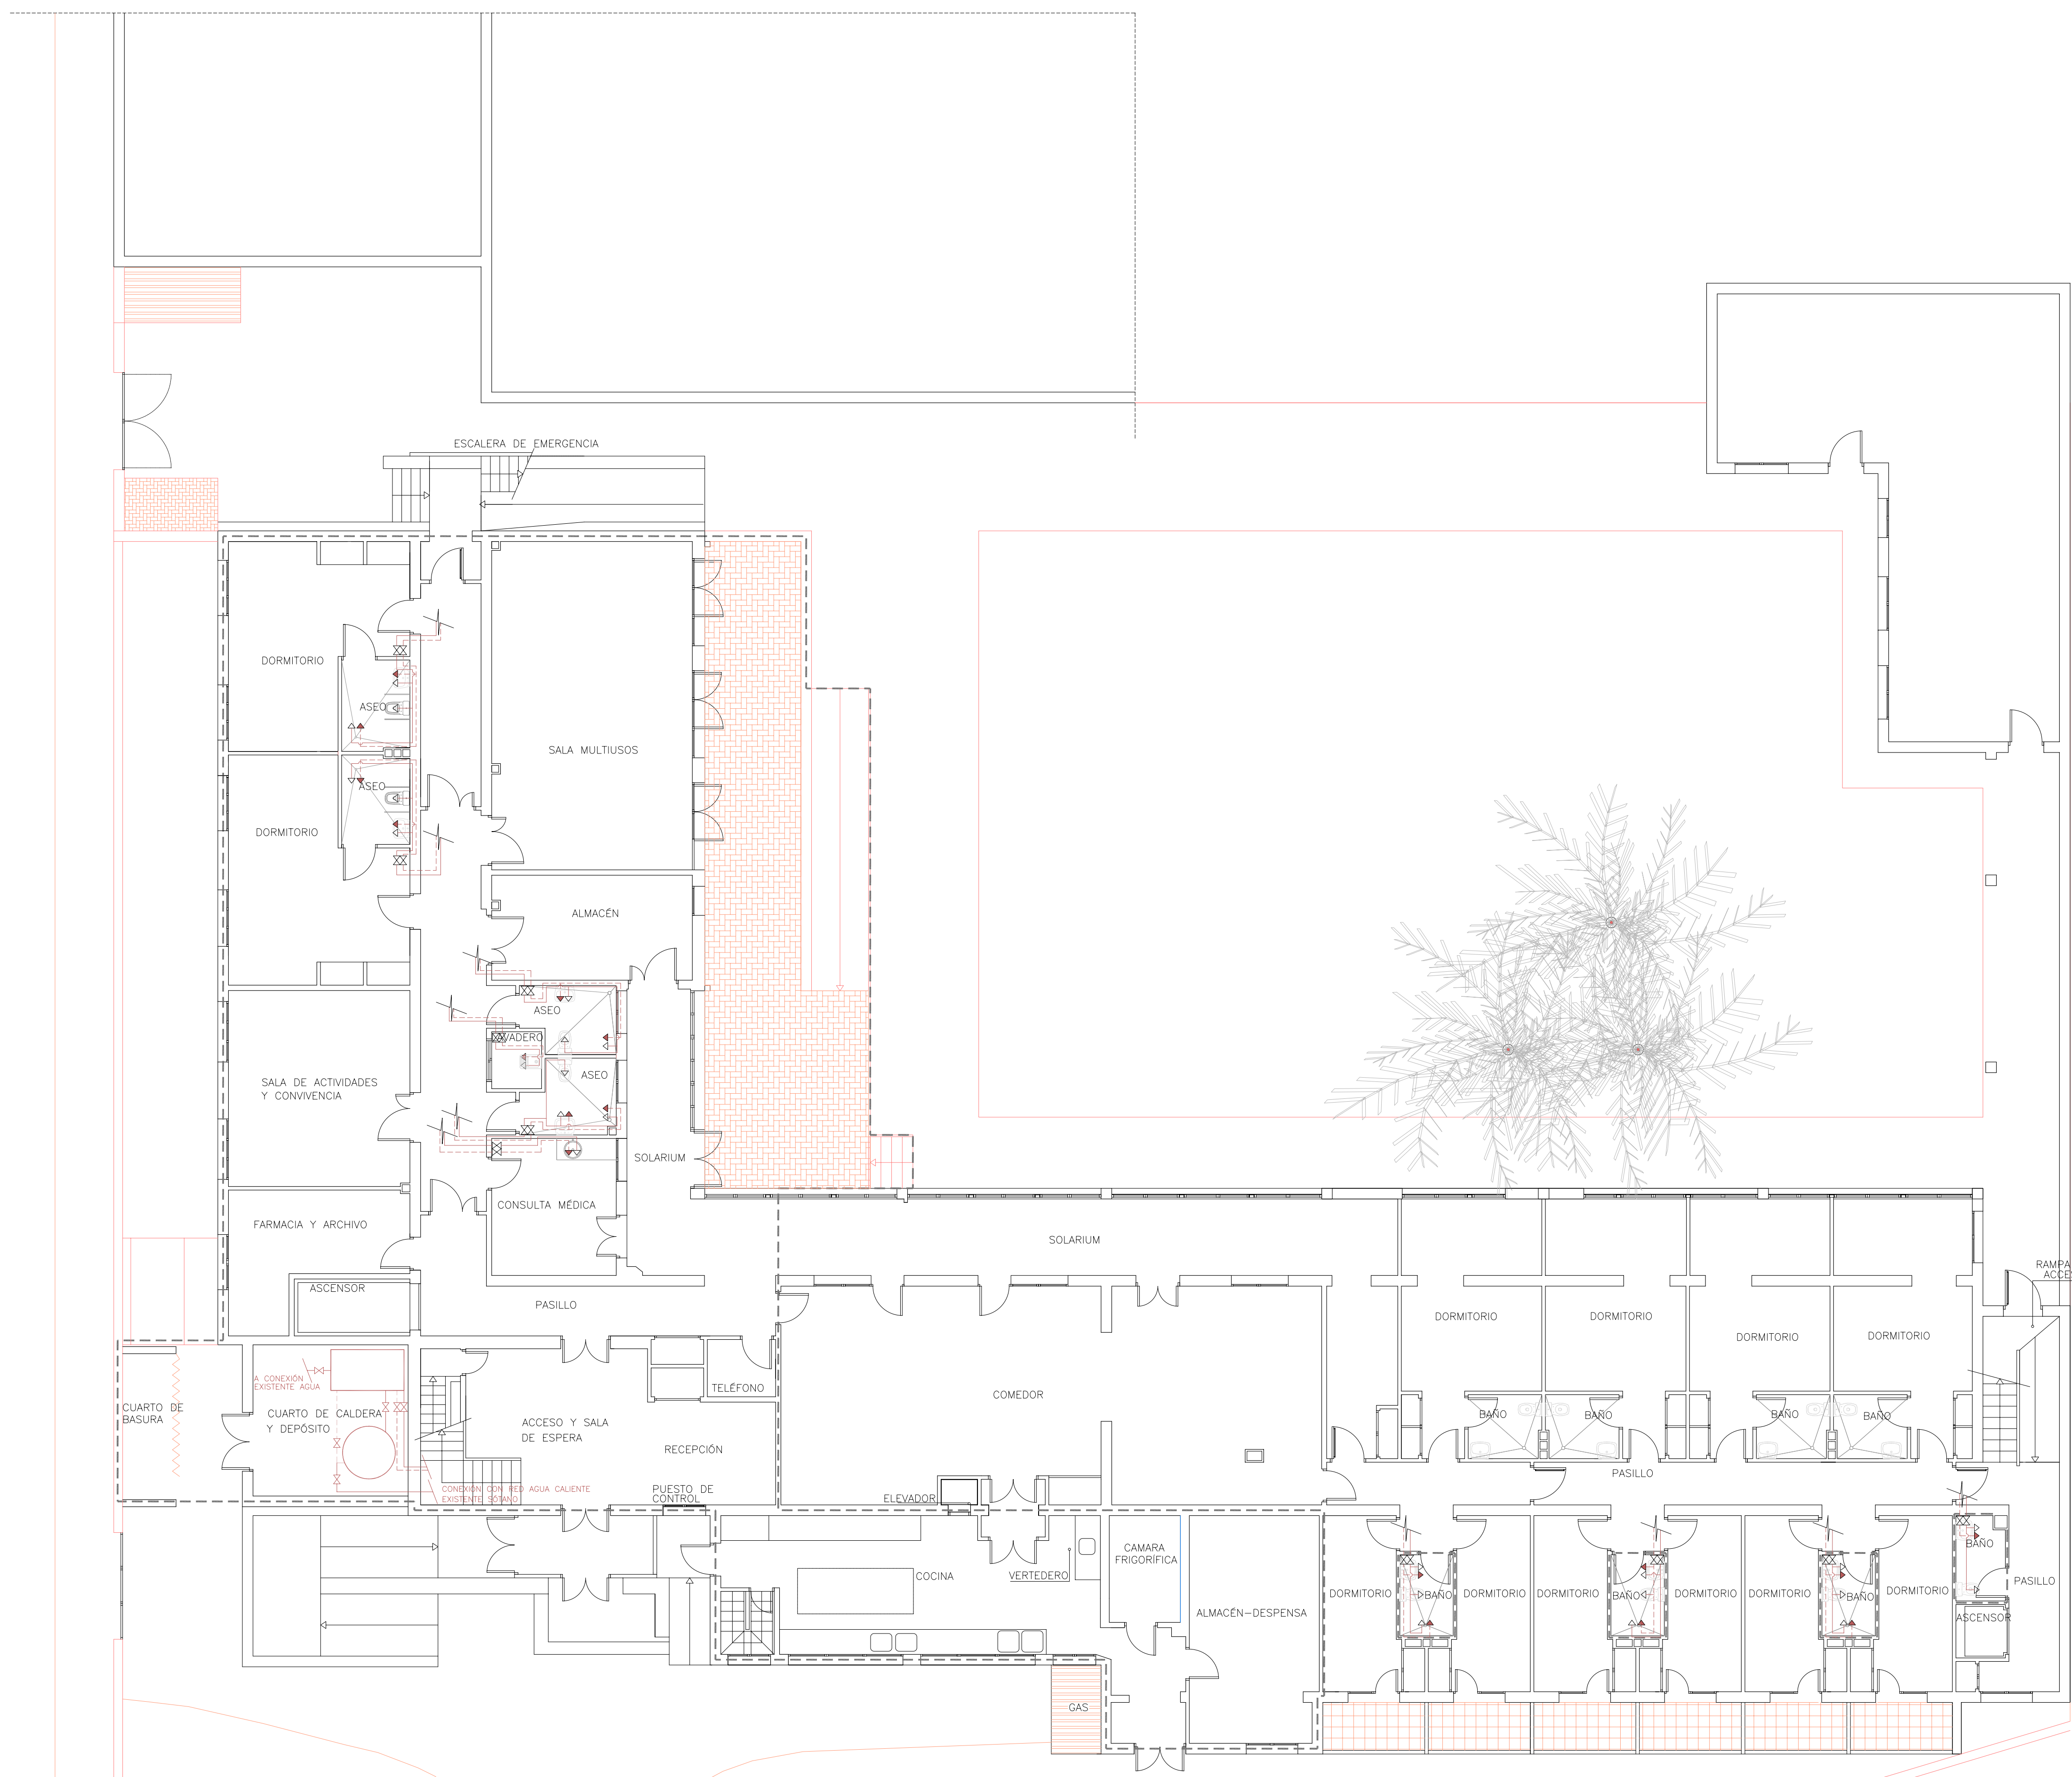 ESCALERA DE EMERGENCIA
DORMITORIO
ASEO
SALA MULTIUSOS
ASEO
DORMITORIO
ALMACÉN
ASEO
SALA DE ACTIVIDADES
Y CONVIVENCIA
ASEO
SOLARIUM
CONSULTA MÉDICA
FARMACIA Y ARCHIVO
SOLARIUM
ASCENSOR
PASILLO
RAMPA
ACCE
DORMITORIO
DORMITORIO
DORMITORIO
DORMITORIO
A CONEXIÓN
EXISTENTE AGUA
TELÉFONO
COMEDOR
CUARTO DE
BASURA
CUARTO DE CALDERA
Y DEPÓSITO
ACCESO Y SALA
DE ESPERA
RECEPCIÓN
BAÑO
BAÑO
BAÑO
BAÑO
PASILLO
CONEXIÓN CON RED AGUA CALIENTE
EXISTENTE SÓTANO
PUESTO DE
CONTROL
ELEVADOR
COCINA
VERTEDERO
CAMARA
FRIGORÍFICA
ALMACÉN-DESPENSA
DORMITORIO
BAÑO
DORMITORIO
DORMITORIO
BAÑO
DORMITORIO
DORMITORIO
BAÑO
DORMITORIO
BAÑO
PASILLO
ASCENSOR
GAS